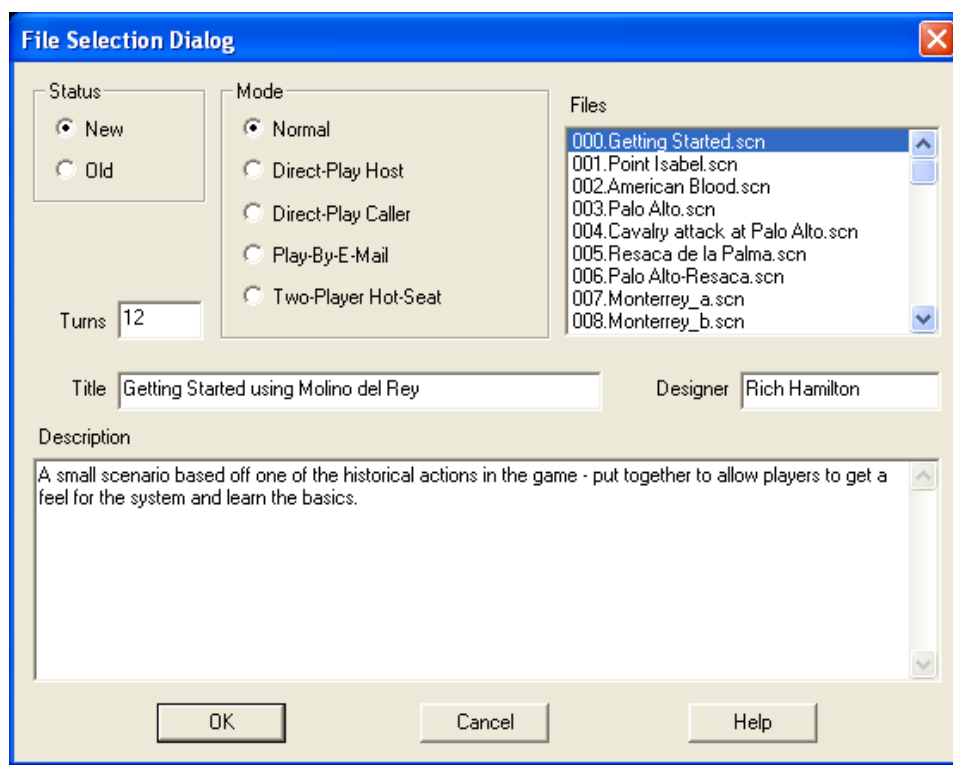 File Selection Dialog
Status
New
Old
Turns 12
Mode
Normal
Direct-Play Host
Direct-Play Caller
Play-By-E-Mail
Two-Player Hot-Seat
Files
000.Getting Started.scn
001.Point Isabel.scn
002.American Blood.scn
003.Palo Alto.scn
004.Cavalry attack at Palo Alto.scn
005.Resaca de la Palma.scn
006.Palo Alto-Resaca.scn
007.Monterrey_a.scn
008.Monterrey_b.scn
Title Getting Started using Molino del Rey
Designer Rich Hamilton
Description
A small scenario based off one of the historical actions in the game - put together to allow players to get a
feel for the system and learn the basics.
OK
Cancel
Help